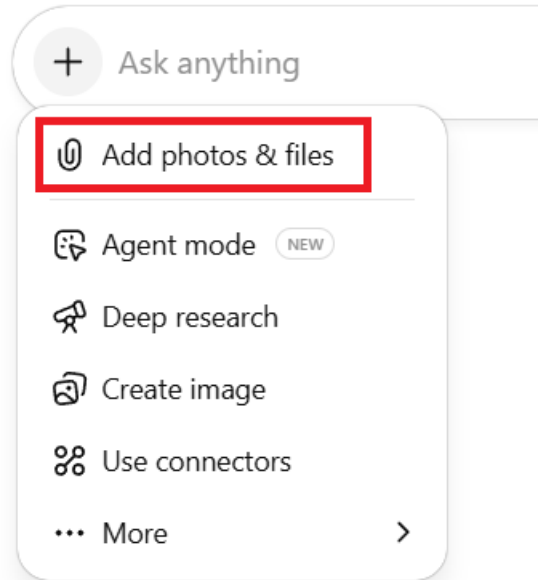 Ask anything
Add photos & files
Agent mode NEW
Deep research
Create image
Use connectors
More